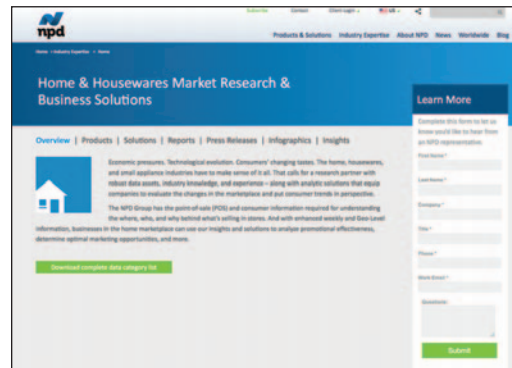 Subscribe Contact Client Login US
npd
Products & Solutions Industry Expertise About NPD News Worldwide Blog
Home > Industry Expertise > Home
Home & Housewares Market Research &
Business Solutions
Overview | Products | Solutions | Reports | Press Releases | Infographics | Insights
Economic pressures. Technological evolution. Consumers' changing tastes. The home, housewares,
and small appliance industries have to make sense of it all. That calls for a research partner with
robust data assets, industry knowledge, and experience – along with analytic solutions that equip
companies to evaluate the changes in the marketplace and put consumer trends in perspective.
The NPD Group has the point-of-sale (POS) and consumer information required for understanding
the where, who, and why behind what's selling in stores. And with enhanced weekly and Geo-Level
information, businesses in the home marketplace can use our insights and solutions to analyze promotional effectiveness,
determine optimal marketing opportunities, and more.
Download complete data category list
Learn More
Complete this form to let us
know you'd like to hear from
an NPD representative.
First Name *
Last Name *
Company *
Title *
Phone *
Work Email *
Questions:
Submit